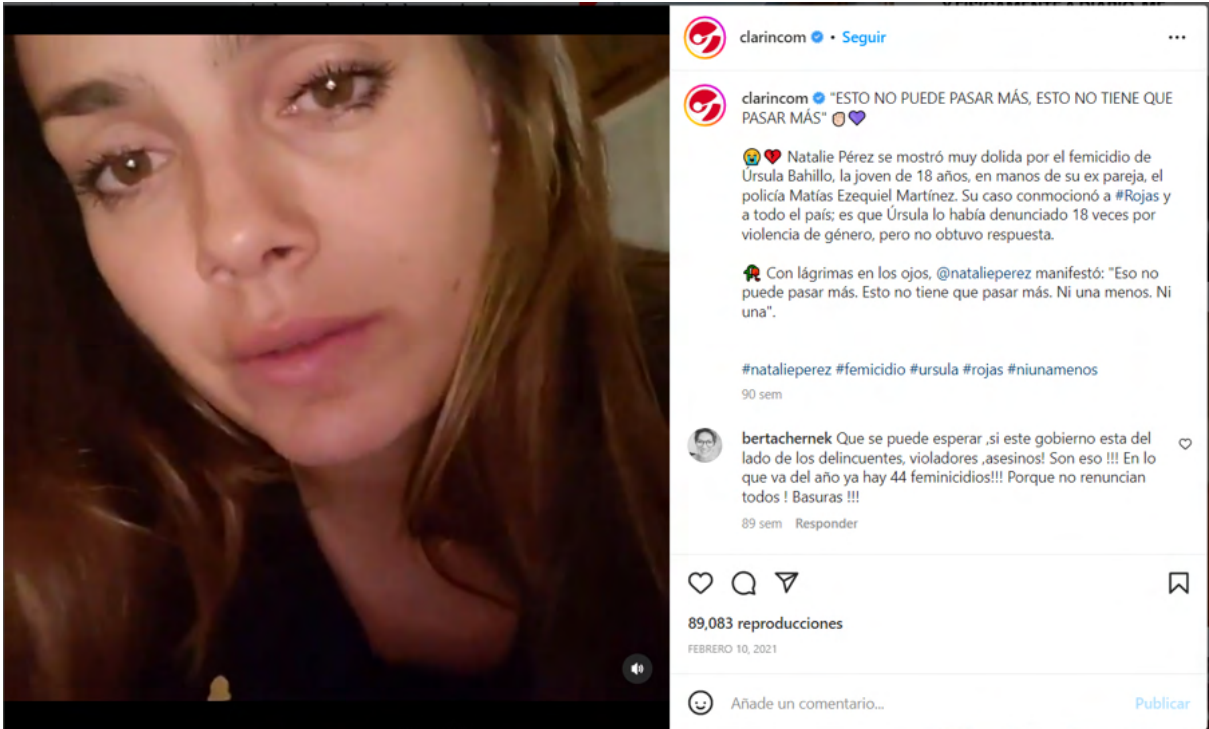 clarincom • Seguir
clarincom "ESTO NO PUEDE PASAR MÁS, ESTO NO TIENE QUE
PASAR MÁS" ✊🏻💜
😭💔 Natalie Pérez se mostró muy dolida por el femicidio de
Úrsula Bahillo, la joven de 18 años, en manos de su ex pareja, el
policía Matías Ezequiel Martínez. Su caso conmocionó a #Rojas y
a todo el país; es que Úrsula lo había denunciado 18 veces por
violencia de género, pero no obtuvo respuesta.
🥀 Con lágrimas en los ojos, @natalieperez manifestó: "Eso no
puede pasar más. Esto no tiene que pasar más. Ni una menos. Ni
una".
#natalieperez #femicidio #ursula #rojas #niunamenos
90 sem
bertachernek Que se puede esperar ,si este gobierno esta del
lado de los delincuentes, violadores ,asesinos! Son eso !!! En lo
que va del año ya hay 44 feminicidios!!! Porque no renuncian
todos ! Basuras !!!
89 sem Responder
89,083 reproducciones
FEBRERO 10, 2021
Añade un comentario... Publicar